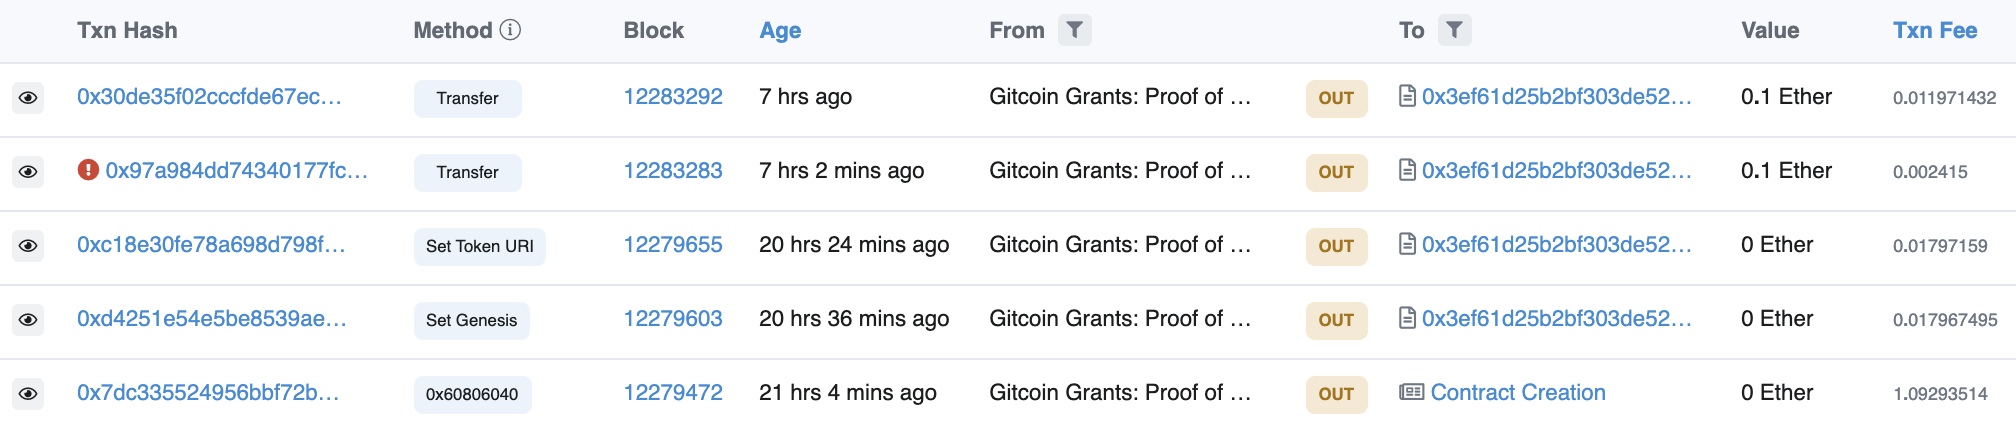 Txn Hash Method Block Age From To Value Txn Fee
0x30de35f02cccfde67ec... Transfer 12283292 7 hrs ago Gitcoin Grants: Proof of ... OUT 0x3ef61d25b2bf303de52... 0.1 Ether 0.011971432
0x97a984dd74340177fc... Transfer 12283283 7 hrs 2 mins ago Gitcoin Grants: Proof of ... OUT 0x3ef61d25b2bf303de52... 0.1 Ether 0.002415
0xc18e30fe78a698d798f... Set Token URI 12279655 20 hrs 24 mins ago Gitcoin Grants: Proof of ... OUT 0x3ef61d25b2bf303de52... 0 Ether 0.01797159
0xd4251e54e5be8539ae... Set Genesis 12279603 20 hrs 36 mins ago Gitcoin Grants: Proof of ... OUT 0x3ef61d25b2bf303de52... 0 Ether 0.017967495
0x7dc335524956bbf72b... 0x60806040 12279472 21 hrs 4 mins ago Gitcoin Grants: Proof of ... OUT Contract Creation 0 Ether 1.09293514